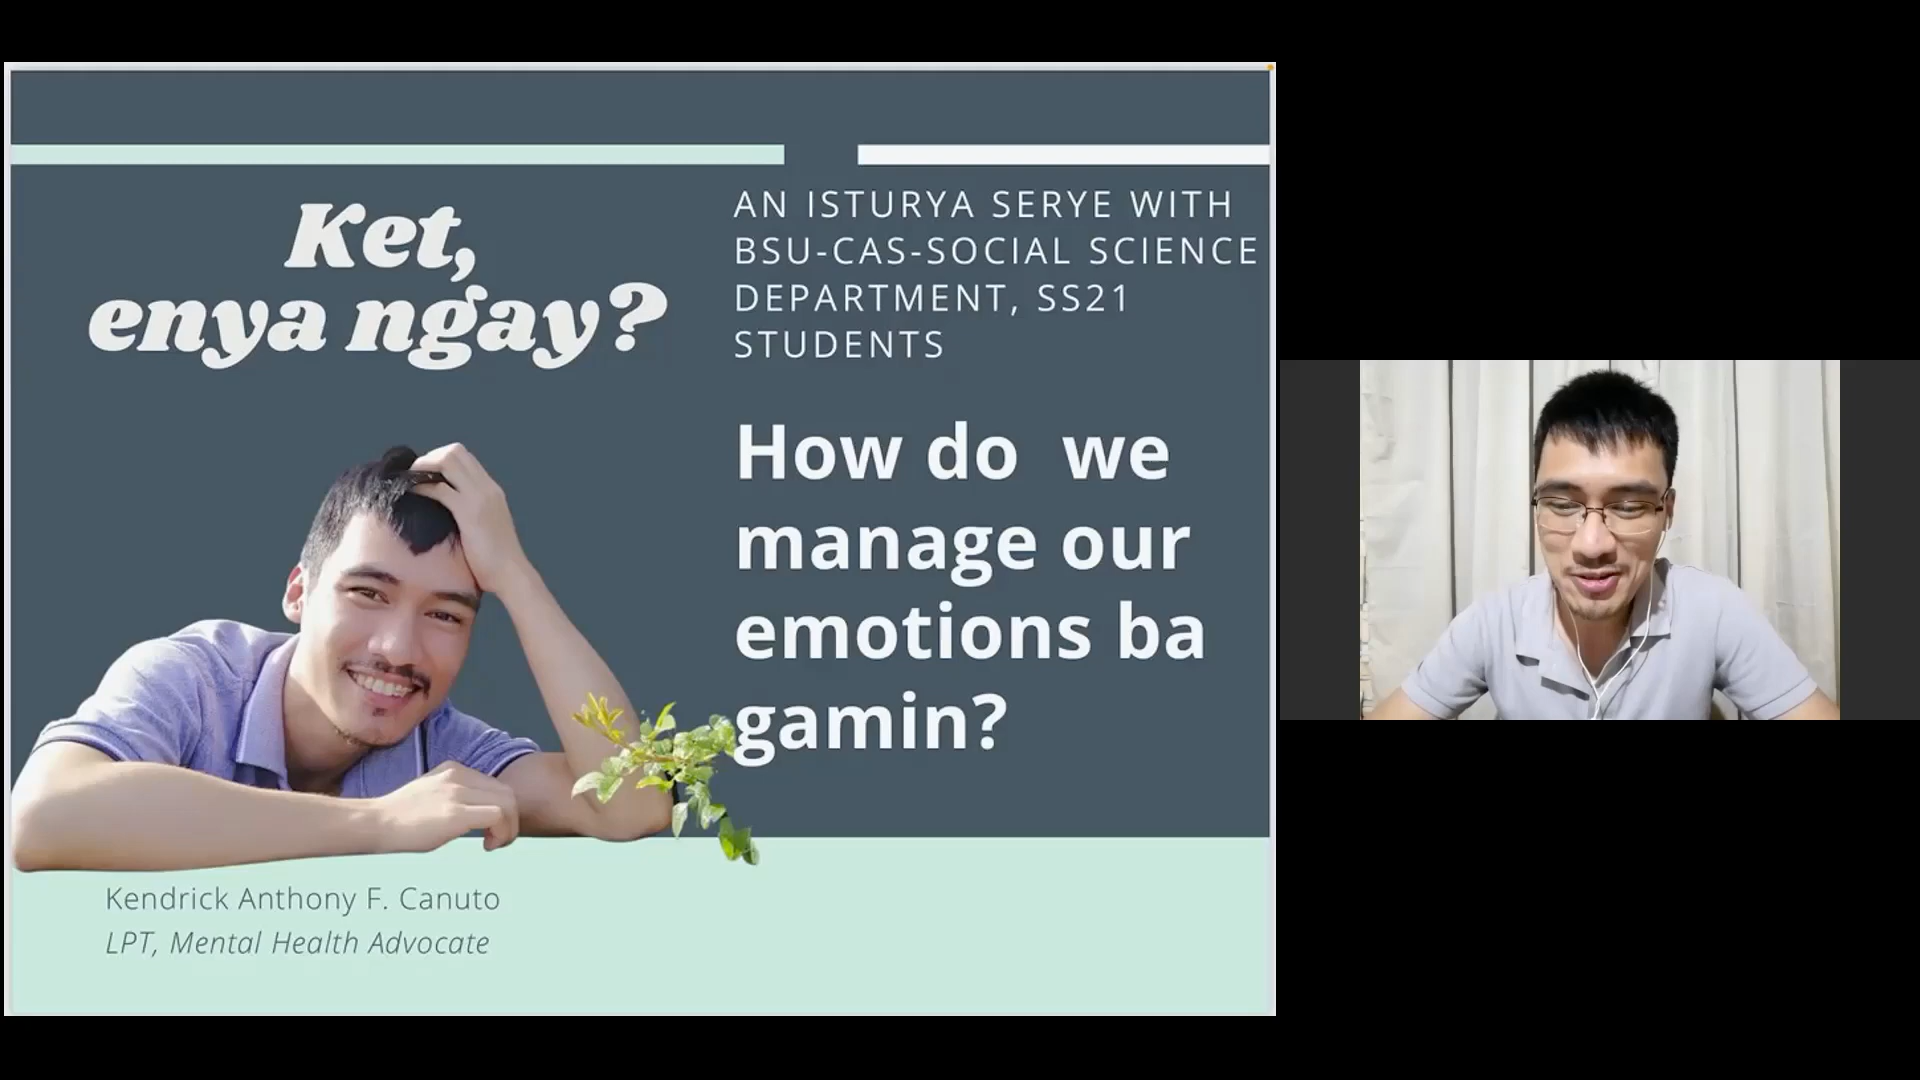 Ket,
enya ngay?
AN ISTURYA SERYE WITH
BSU-CAS-SOCIAL SCIENCE
DEPARTMENT, SS21
STUDENTS
How do we
manage our
emotions ba
gamin?
Kendrick Anthony F. Canuto
LPT, Mental Health Advocate